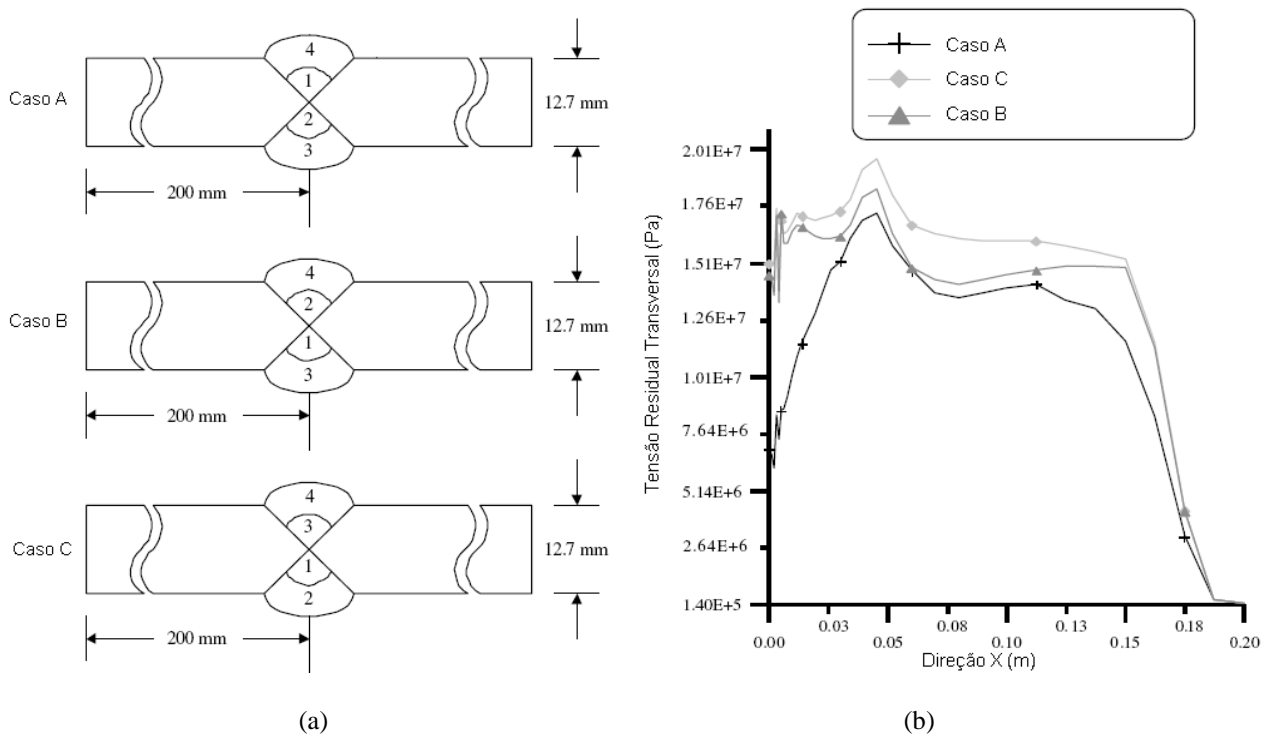 Caso A
4
1
2
3
12.7 mm
200 mm
Caso B
4
2
1
3
12.7 mm
200 mm
Caso C
4
3
1
2
12.7 mm
200 mm
(a)
Caso A
Caso C
Caso B
Tensão Residual Transversal (Pa)
2.01E+7
1.76E+7
1.51E+7
1.26E+7
1.01E+7
7.64E+6
5.14E+6
2.64E+6
1.40E+5
0.00
0.03
0.05
0.08
0.10
0.13
0.15
0.18
0.20
Direção X (m)
(b)